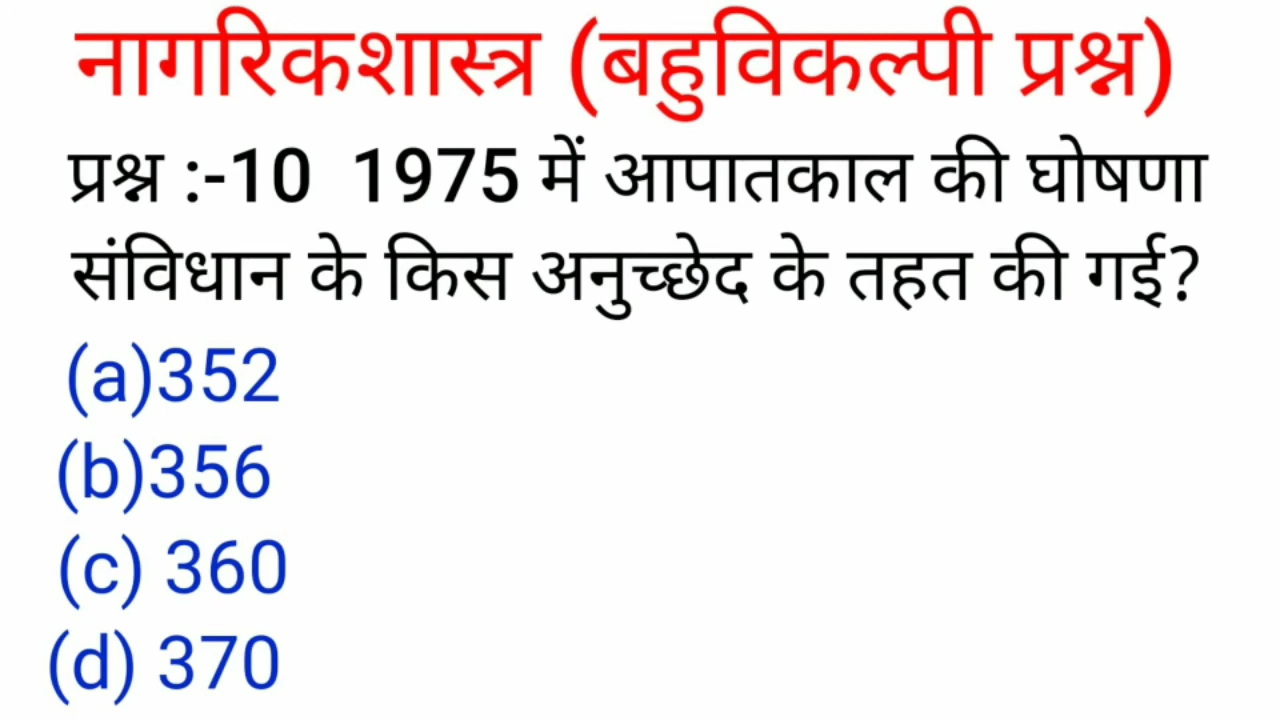 नागरिकशास्त्र (बहुविकल्पी प्रश्न)
प्रश्न :-10 1975 में आपातकाल की घोषणा
संविधान के किस अनुच्छेद के तहत की गई?
(a)352
(b)356
(c) 360
(d) 370